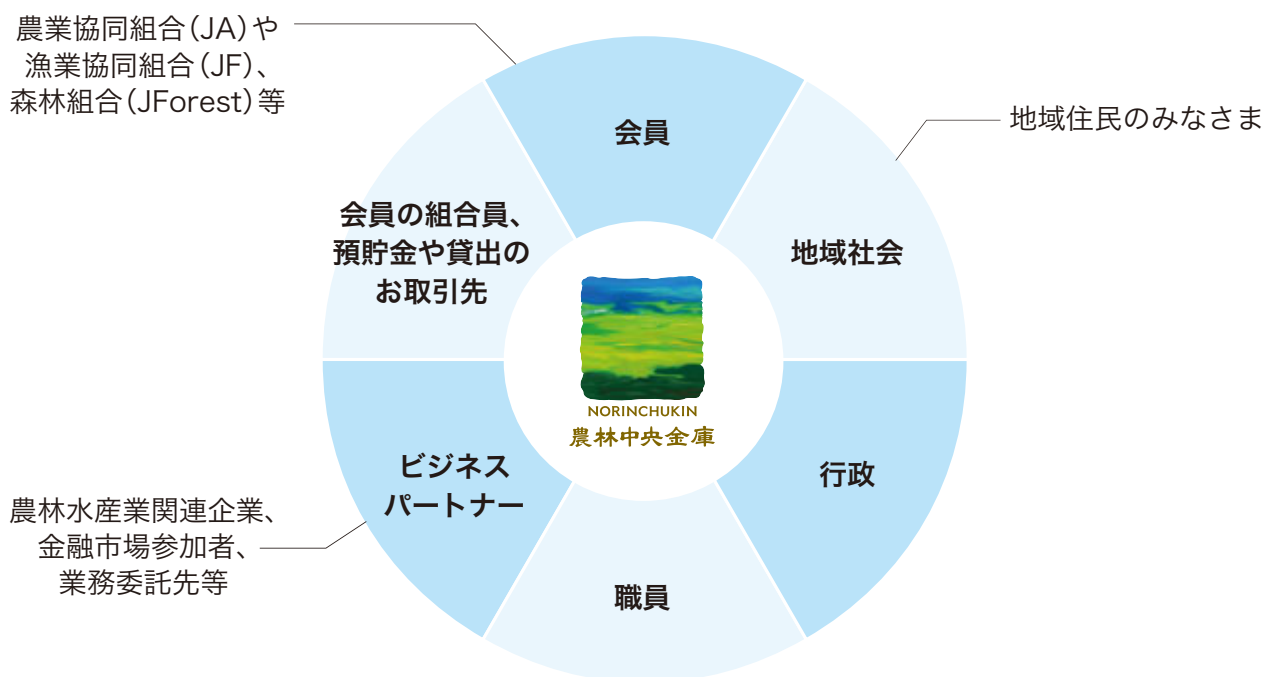 農業協同組合(JA)や
漁業協同組合(JF)、
森林組合(JForest)等
会員
地域住民のみなさま
会員の組合員、
預貯金や貸出の
お取引先
地域社会
NORINCHUKIN
農林中央金庫
ビジネス
パートナー
行政
農林水産業関連企業、
金融市場参加者、
業務委託先等
職員